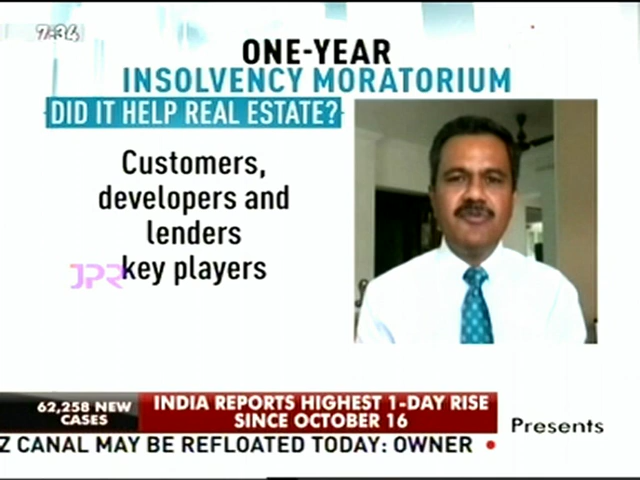 7:34
ONE-YEAR
INSOLVENCY MORATORIUM
DID IT HELP REAL ESTATE?
Customers,
developers and
lenders
key players
JPR
62,258 NEW
CASES
INDIA REPORTS HIGHEST 1-DAY RISE
SINCE OCTOBER 16
Presents
Z CANAL MAY BE REFLOATED TODAY: OWNER